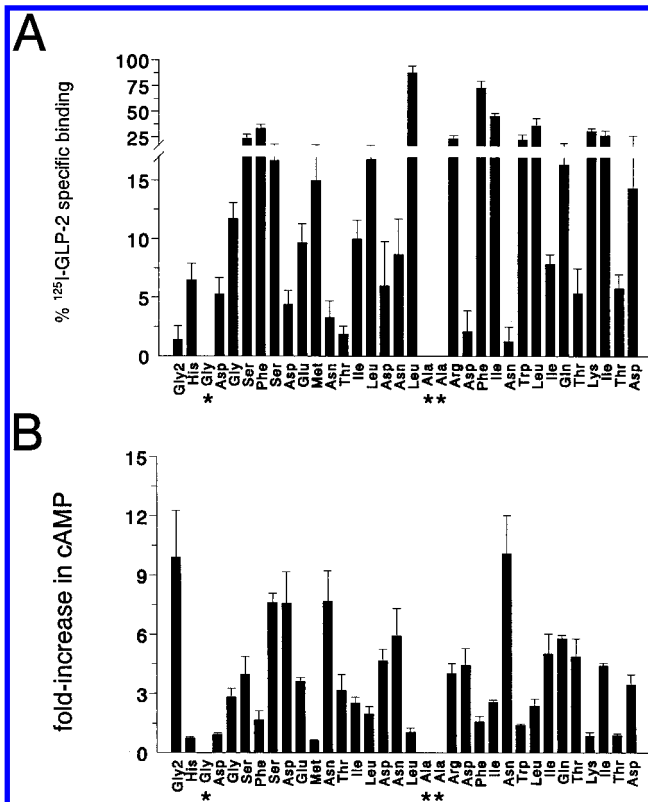 A
% ¹²⁵I-GLP-2 specific binding
100
75
50
25
15
10
5
0
Gly2 His Gly Asp Gly Ser Phe Ser Asp Glu Met Asn Thr Ile Leu Asp Asn Leu Ala Ala Arg Asp Phe Ile Asn Trp Leu Ile Gln Thr Lys Ile Thr Asp
* * *
B
fold-increase in cAMP
15
12
9
6
3
0
Gly2 His Gly Asp Gly Ser Phe Ser Asp Glu Met Asn Thr Ile Leu Asp Asn Leu Ala Ala Arg Asp Phe Ile Asn Trp Leu Ile Gln Thr Lys Ile Thr Asp
* * *